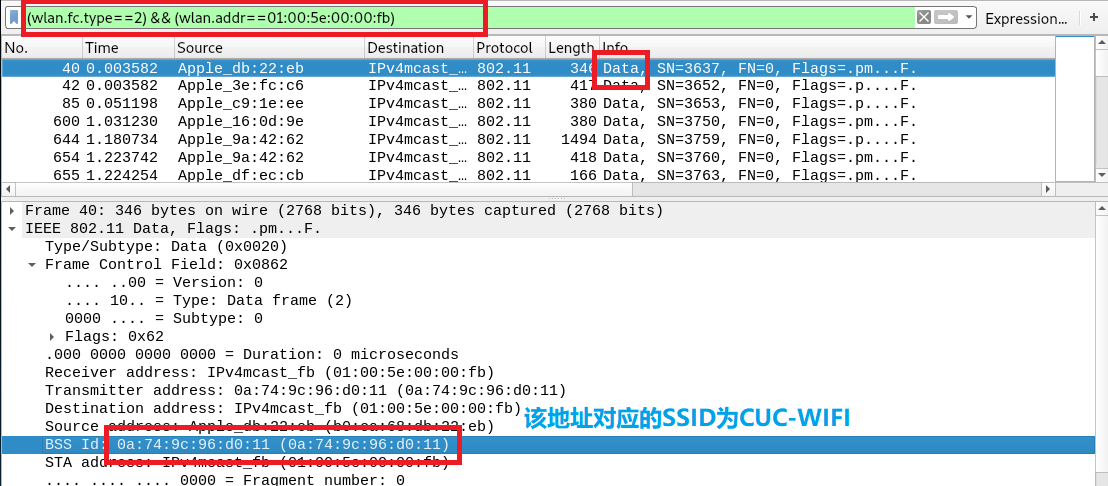 (wlan.fc.type==2) && (wlan.addr==01:00:5e:00:00:fb)
Expression…
+
No. Time Source Destination Protocol Length Info
40 0.003582 Apple_db:22:eb IPv4mcast_… 802.11 346 Data, SN=3637, FN=0, Flags=.pm...F.
42 0.003582 Apple_3e:fc:c6 IPv4mcast_… 802.11 417 Data, SN=3652, FN=0, Flags=.p....F.
85 0.051198 Apple_c9:1e:ee IPv4mcast_… 802.11 380 Data, SN=3653, FN=0, Flags=.pm...F.
600 1.031230 Apple_16:0d:9e IPv4mcast_… 802.11 380 Data, SN=3750, FN=0, Flags=.pm...F.
644 1.180734 Apple_9a:42:62 IPv4mcast_… 802.11 1494 Data, SN=3759, FN=0, Flags=.p....F.
654 1.223742 Apple_9a:42:62 IPv4mcast_… 802.11 418 Data, SN=3760, FN=0, Flags=.pm...F.
655 1.224254 Apple_df:ec:cb IPv4mcast_… 802.11 166 Data, SN=3763, FN=0, Flags=.pm...F.
Frame 40: 346 bytes on wire (2768 bits), 346 bytes captured (2768 bits)
IEEE 802.11 Data, Flags: .pm...F.
Type/Subtype: Data (0x0020)
Frame Control Field: 0x0862
.... ..00 = Version: 0
.... 10.. = Type: Data frame (2)
0000 .... = Subtype: 0
Flags: 0x62
.000 0000 0000 0000 = Duration: 0 microseconds
Receiver address: IPv4mcast_fb (01:00:5e:00:00:fb)
Transmitter address: 0a:74:9c:96:d0:11 (0a:74:9c:96:d0:11)
Destination address: IPv4mcast_fb (01:00:5e:00:00:fb)
该地址对应的SSID为CUC-WIFI
Source address: Apple_db:22:eb (b0:ca:68:db:22:eb)
BSS Id: 0a:74:9c:96:d0:11 (0a:74:9c:96:d0:11)
STA address: IPv4mcast_fb (01:00:5e:00:00:fb)
.... .... .... 0000 = Fragment number: 0